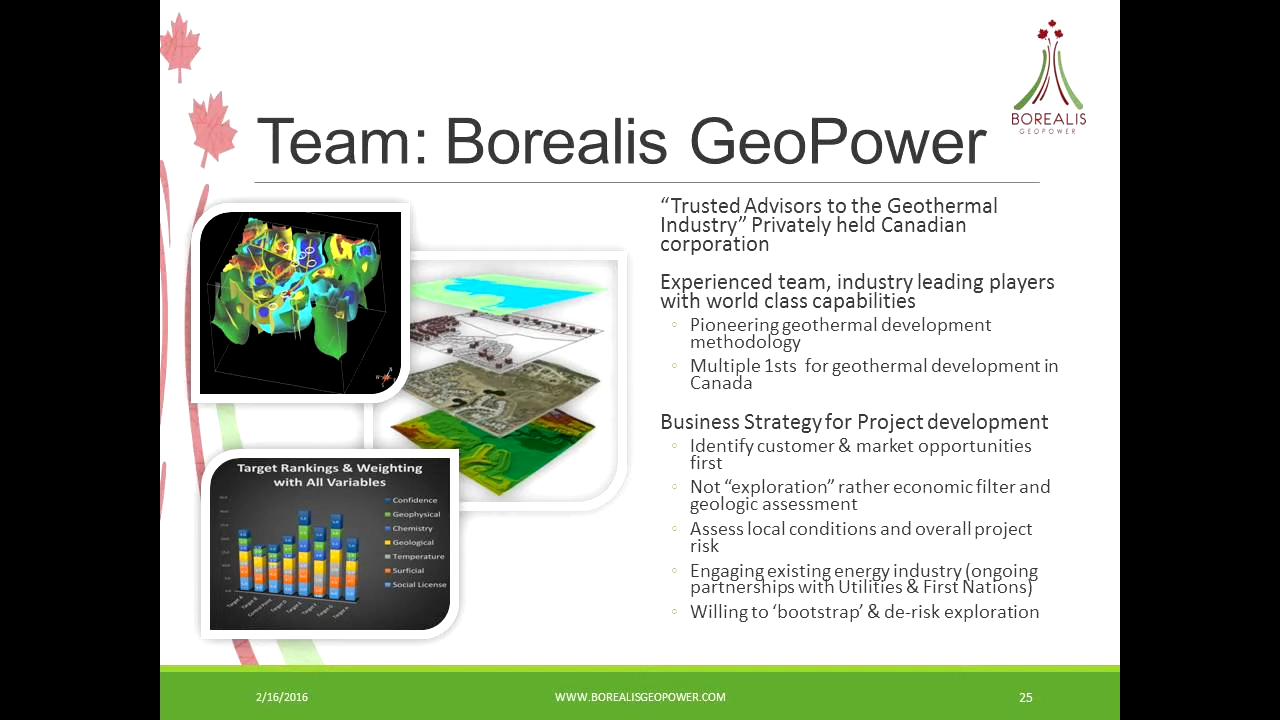 BOREALIS
GEOPOWER
Team: Borealis GeoPower
“Trusted Advisors to the Geothermal
Industry” Privately held Canadian
corporation
Experienced team, industry leading players
with world class capabilities
◦ Pioneering geothermal development
methodology
◦ Multiple 1sts for geothermal development in
Canada
Business Strategy for Project development
◦ Identify customer & market opportunities
first
◦ Not “exploration” rather economic filter and
geologic assessment
◦ Assess local conditions and overall project
risk
◦ Engaging existing energy industry (ongoing
partnerships with Utilities & First Nations)
◦ Willing to ‘bootstrap’ & de-risk exploration
Target Rankings & Weighting
with All Variables
Confidence
Geophysical
Chemistry
Geological
Temperature
Surficial
Social License
2/16/2016
WWW.BOREALISGEOPOWER.COM
25